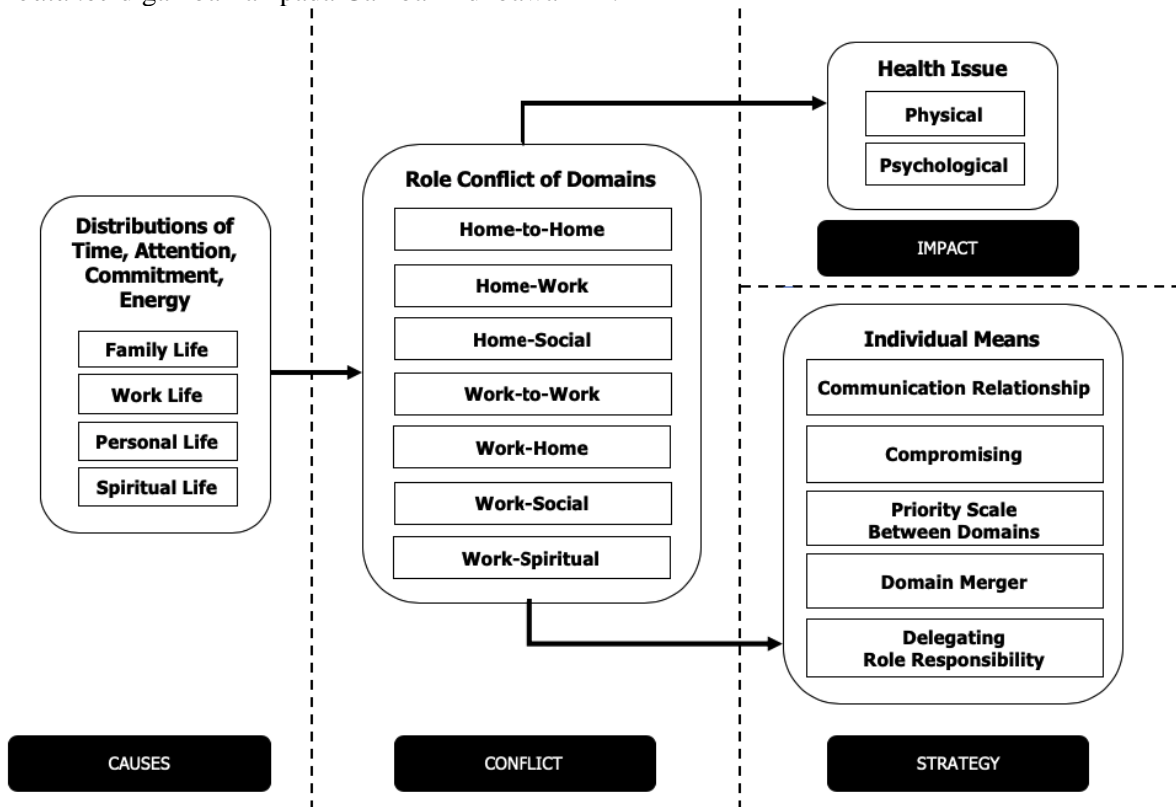 Distributions of
Time, Attention,
Commitment,
Energy
Family Life
Work Life
Personal Life
Spiritual Life
CAUSES
Role Conflict of Domains
Home-to-Home
Home-Work
Home-Social
Work-to-Work
Work-Home
Work-Social
Work-Spiritual
CONFLICT
Health Issue
Physical
Psychological
IMPACT
Individual Means
Communication Relationship
Compromising
Priority Scale
Between Domains
Domain Merger
Delegating
Role Responsibility
STRATEGY